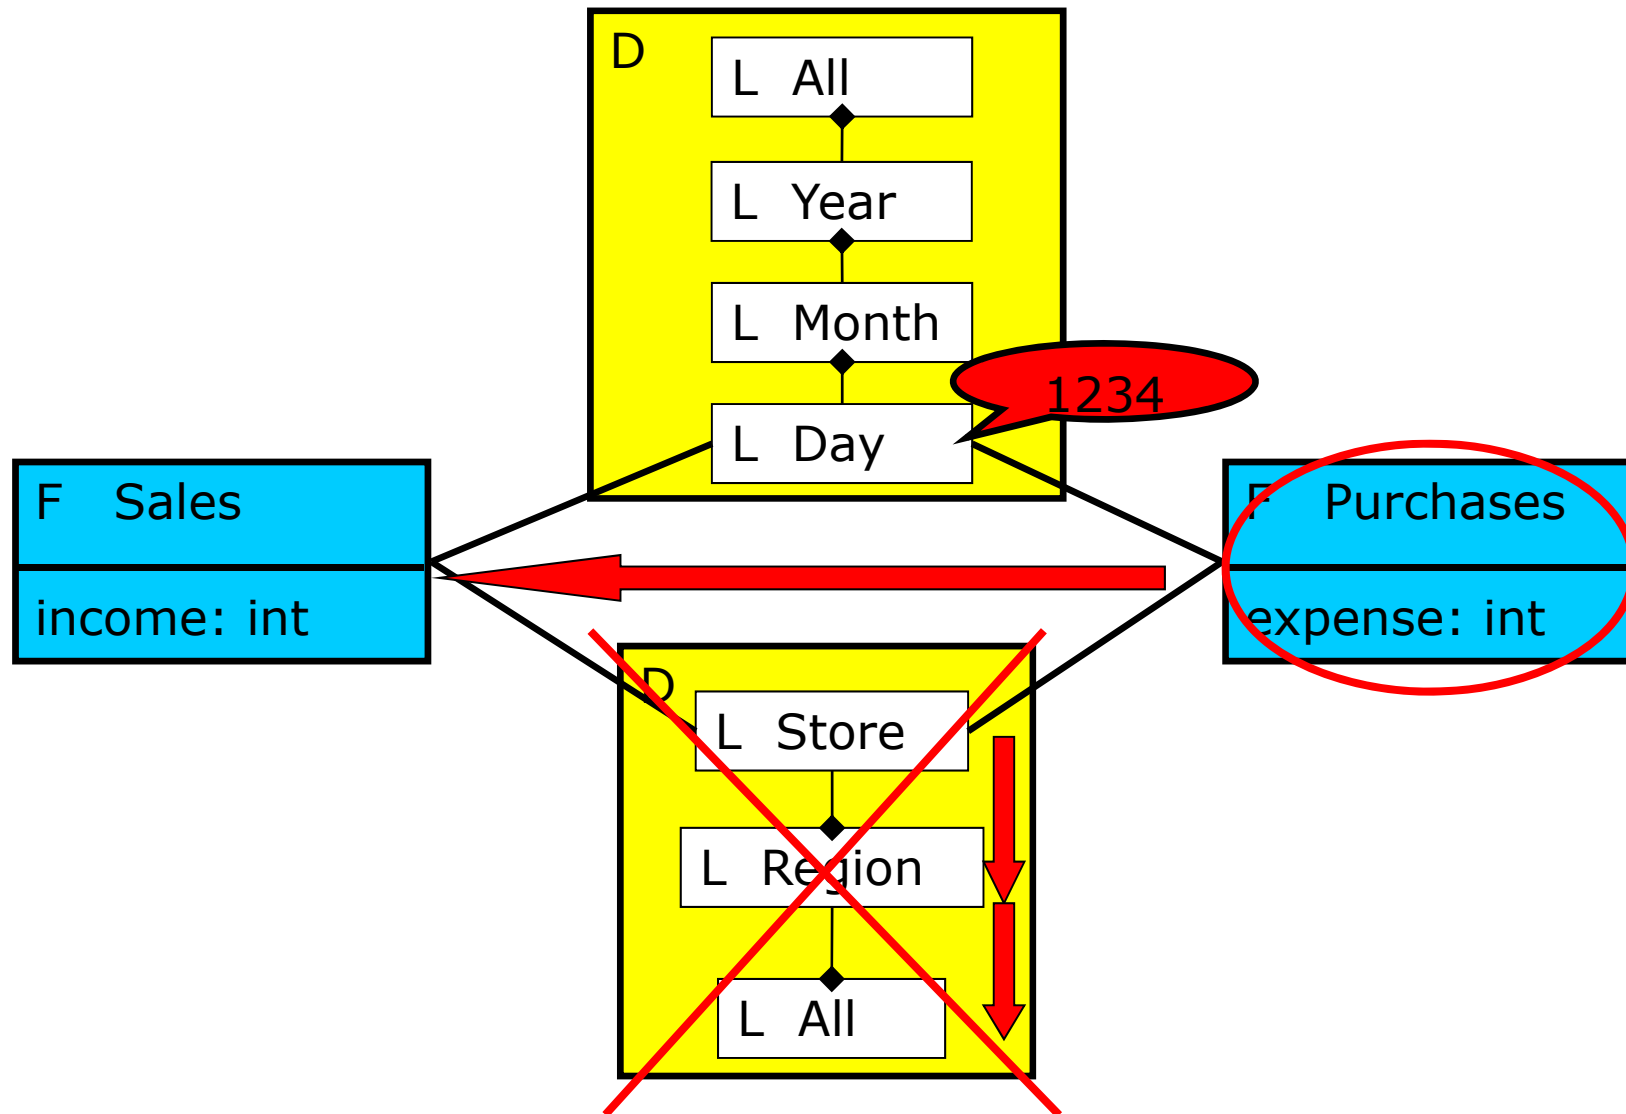 D
L All
L Year
L Month
1234
L Day
F Sales
income: int
F Purchases
expense: int
D
L Store
L Region
L All